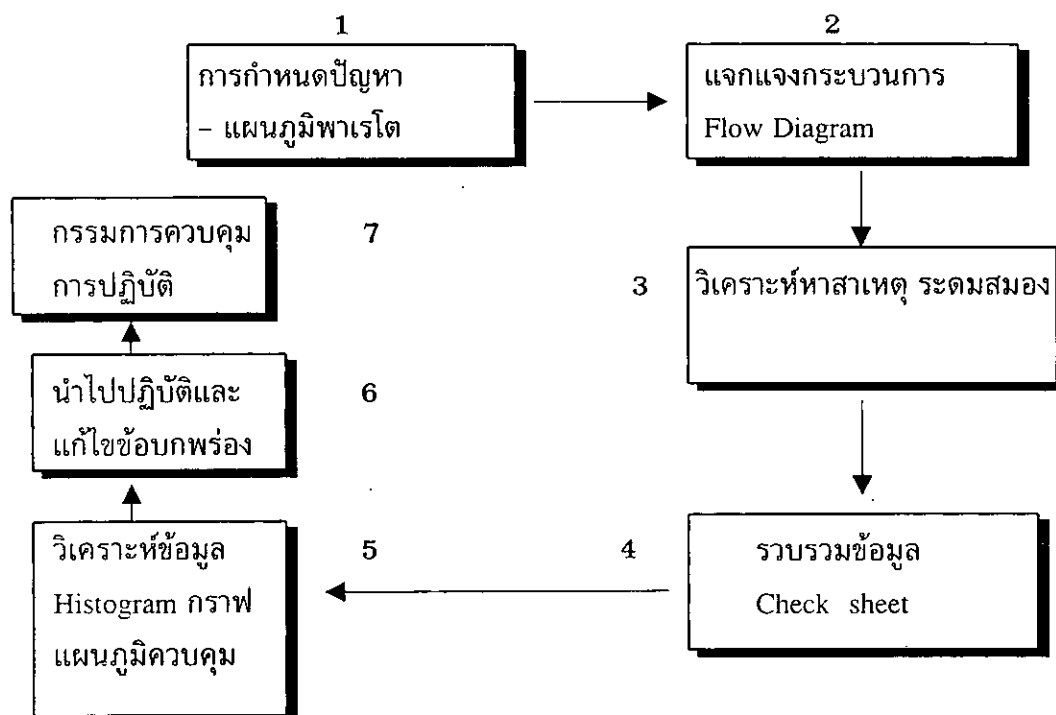 1
การกำหนดปัญหา
– แผนภูมิพาเรโต
2
แจกแจงกระบวนการ
Flow Diagram
3
วิเคราะห์หาสาเหตุ ระดมสมอง
4
รวบรวมข้อมูล
Check sheet
5
วิเคราะห์ข้อมูล
Histogram กราฟ
แผนภูมิควบคุม
6
นำไปปฏิบัติและ
แก้ไขข้อบกพร่อง
7
กรรมการควบคุม
การปฏิบัติ